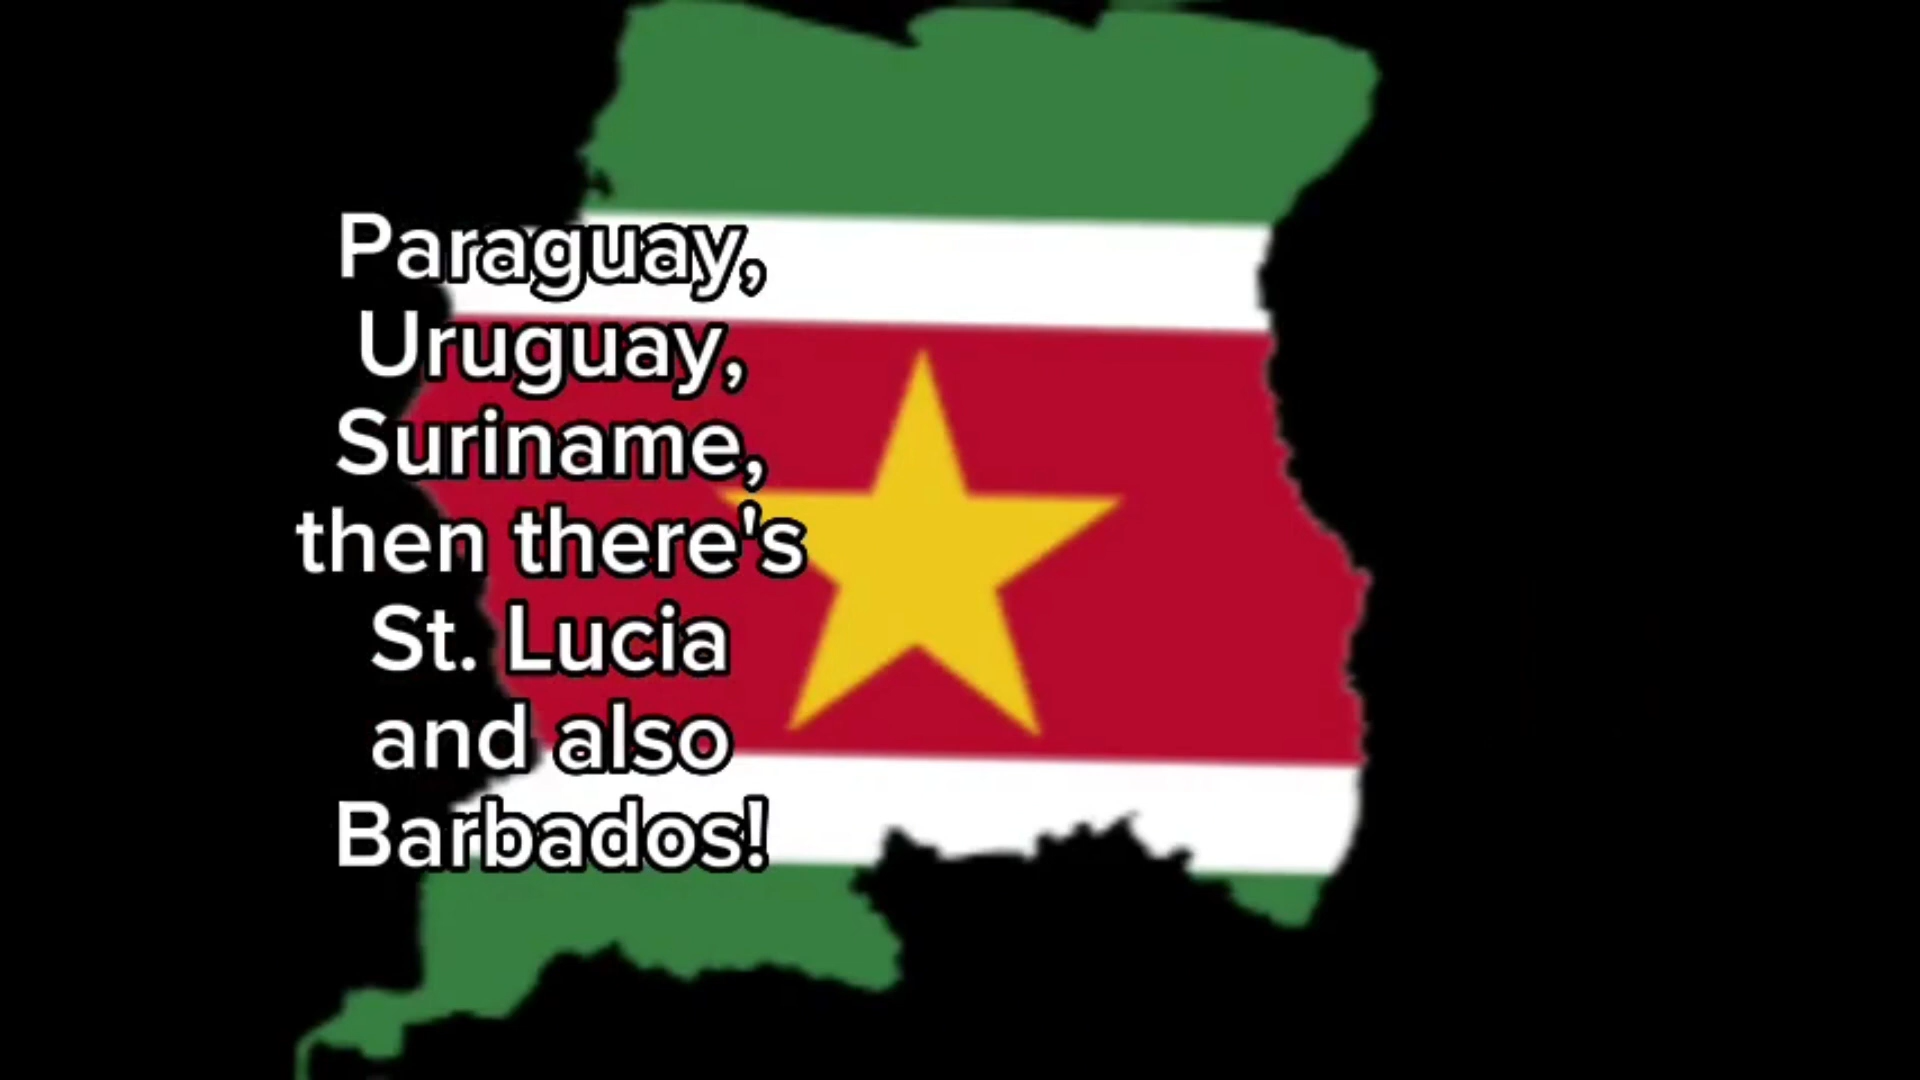 Paraguay,
Uruguay,
Suriname,
then there's
St. Lucia
and also
Barbados!